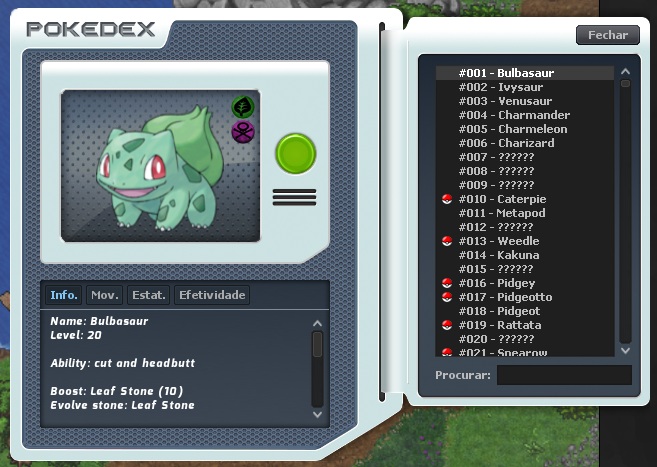 POKEDEX
Info. Mov. Estat. Efetividade
Name: Bulbasaur
Level: 20
Ability: cut and headbutt
Boost: Leaf Stone (10)
Evolve stone: Leaf Stone
Fechar
#001 - Bulbasaur
#002 - Ivysaur
#003 - Venusaur
#004 - Charmander
#005 - Charmeleon
#006 - Charizard
#007 - ??????
#008 - ??????
#009 - ??????
#010 - Caterpie
#011 - Metapod
#012 - ??????
#013 - Weedle
#014 - Kakuna
#015 - ??????
#016 - Pidgey
#017 - Pidgeotto
#018 - Pidgeot
#019 - Rattata
#020 - ??????
#021 - Spearow
Procurar: